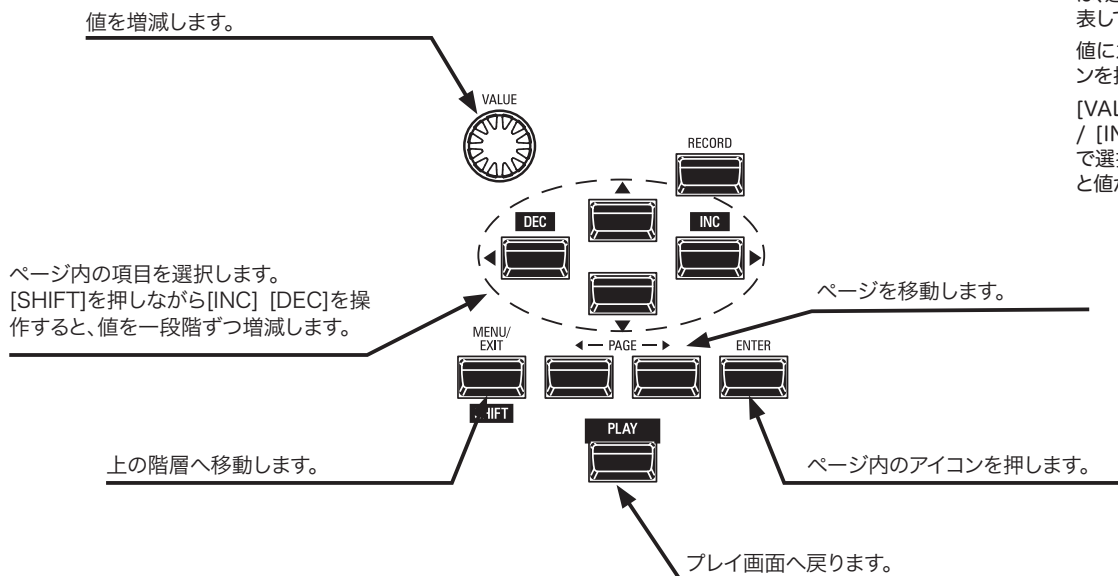 値を増減します。
表し
値に
ンを
[VAL
/ [IN
で選
と値
VALUE
RECORD
DEC
INC
ページ内の項目を選択します。
[SHIFT]を押しながら[INC] [DEC]を操
作すると、値を一段階ずつ増減します。
ページを移動します。
MENU/
EXIT
PAGE
ENTER
PLAY
上の階層へ移動します。
ページ内のアイコンを押します。
プレイ画面へ戻ります。